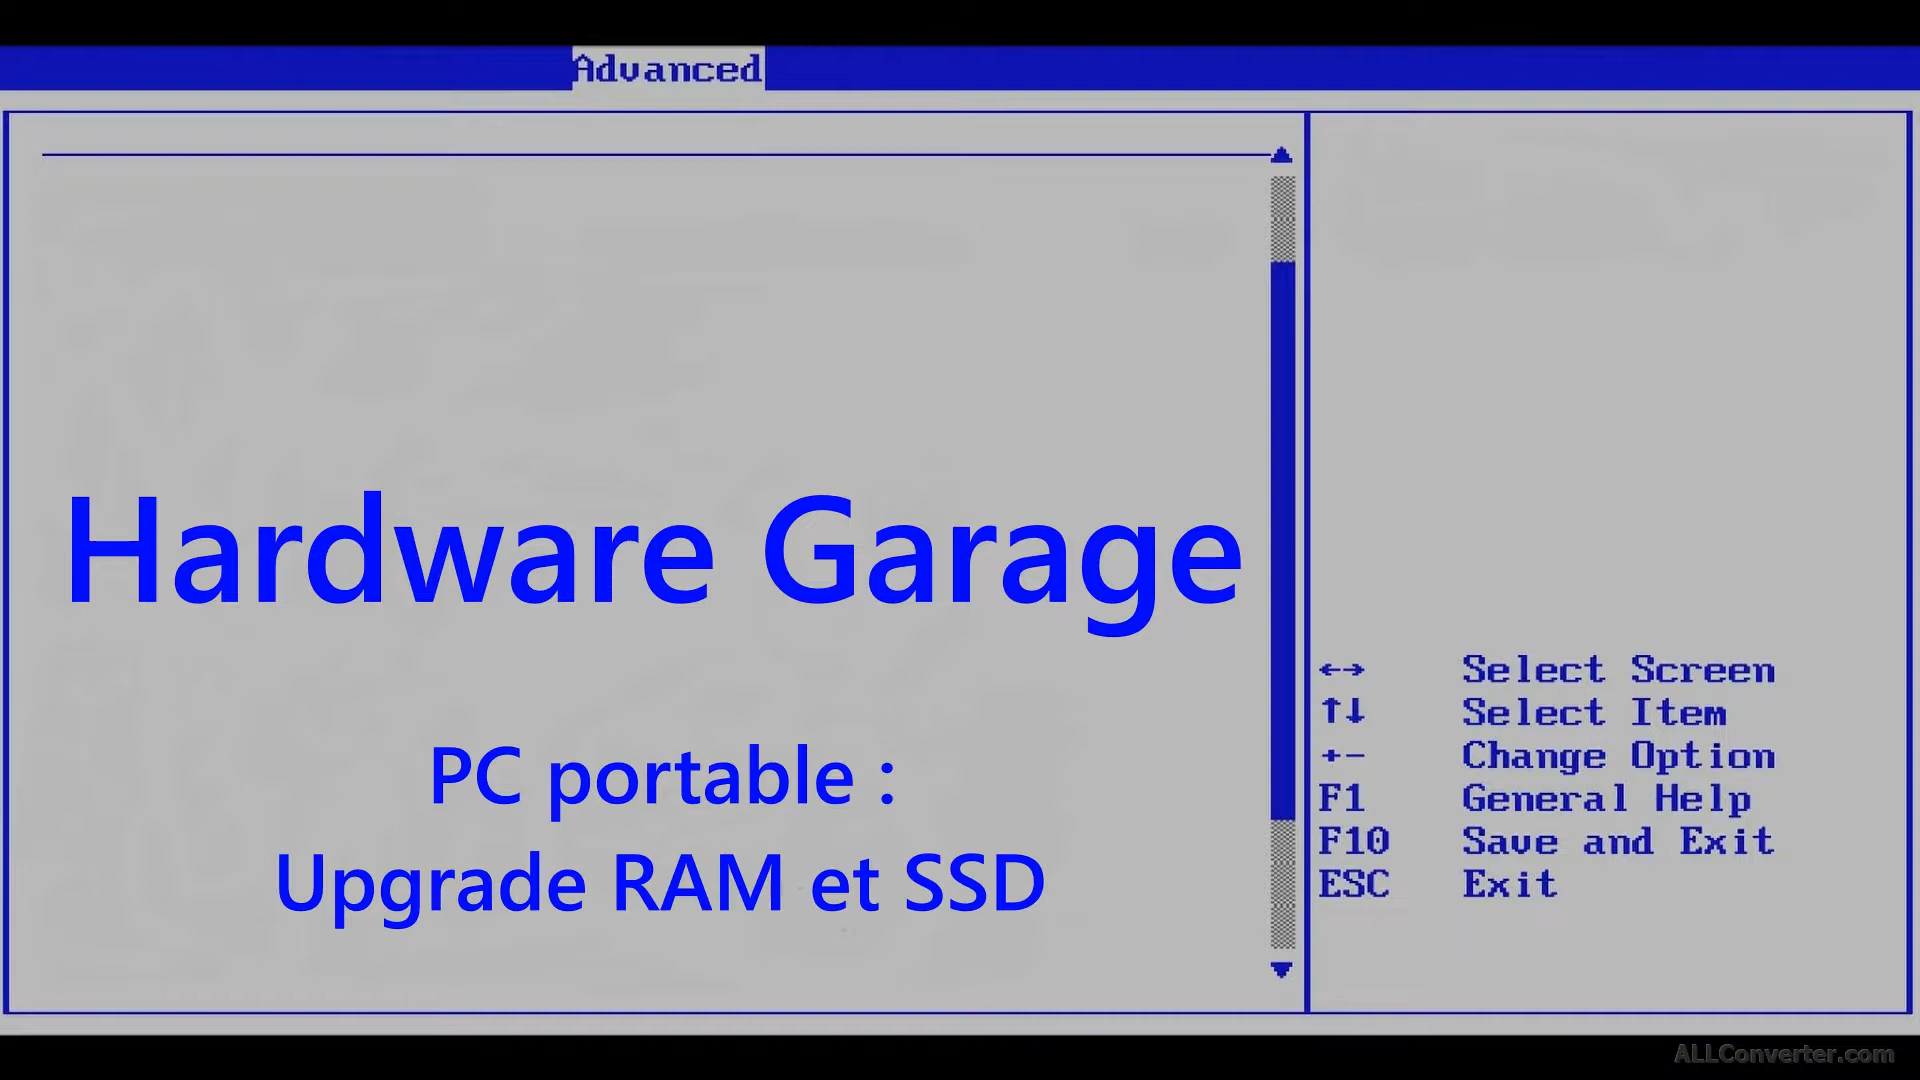 Advanced
Hardware Garage
PC portable :
Upgrade RAM et SSD
←→ Select Screen
↑↓ Select Item
+- Change Option
F1 General Help
F10 Save and Exit
ESC Exit
ALLConverter.com